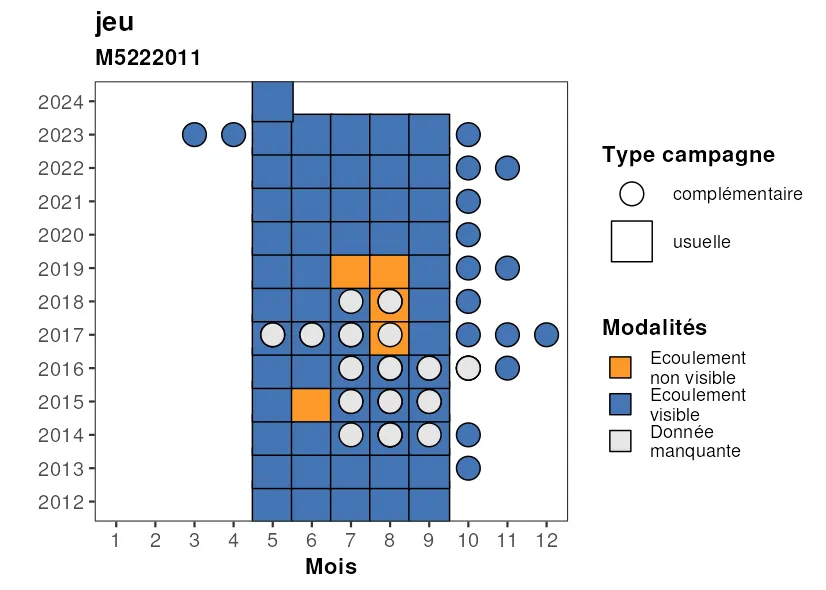 jeu
M5222011
2024
2023
2022
2021
2020
2019
2018
2017
2016
2015
2014
2013
2012
1 2 3 4 5 6 7 8 9 10 11 12
Mois
Type campagne
complémentaire
usuelle
Modalités
Ecoulement
non visible
Ecoulement
visible
Donnée
manquante